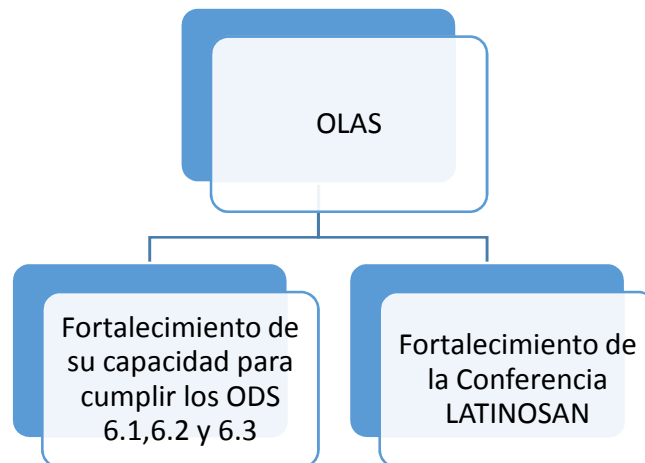 OLAS
Fortalecimiento de
su capacidad para
cumplir los ODS
6.1,6.2 y 6.3
Fortalecimiento de
la Conferencia
LATINOSAN